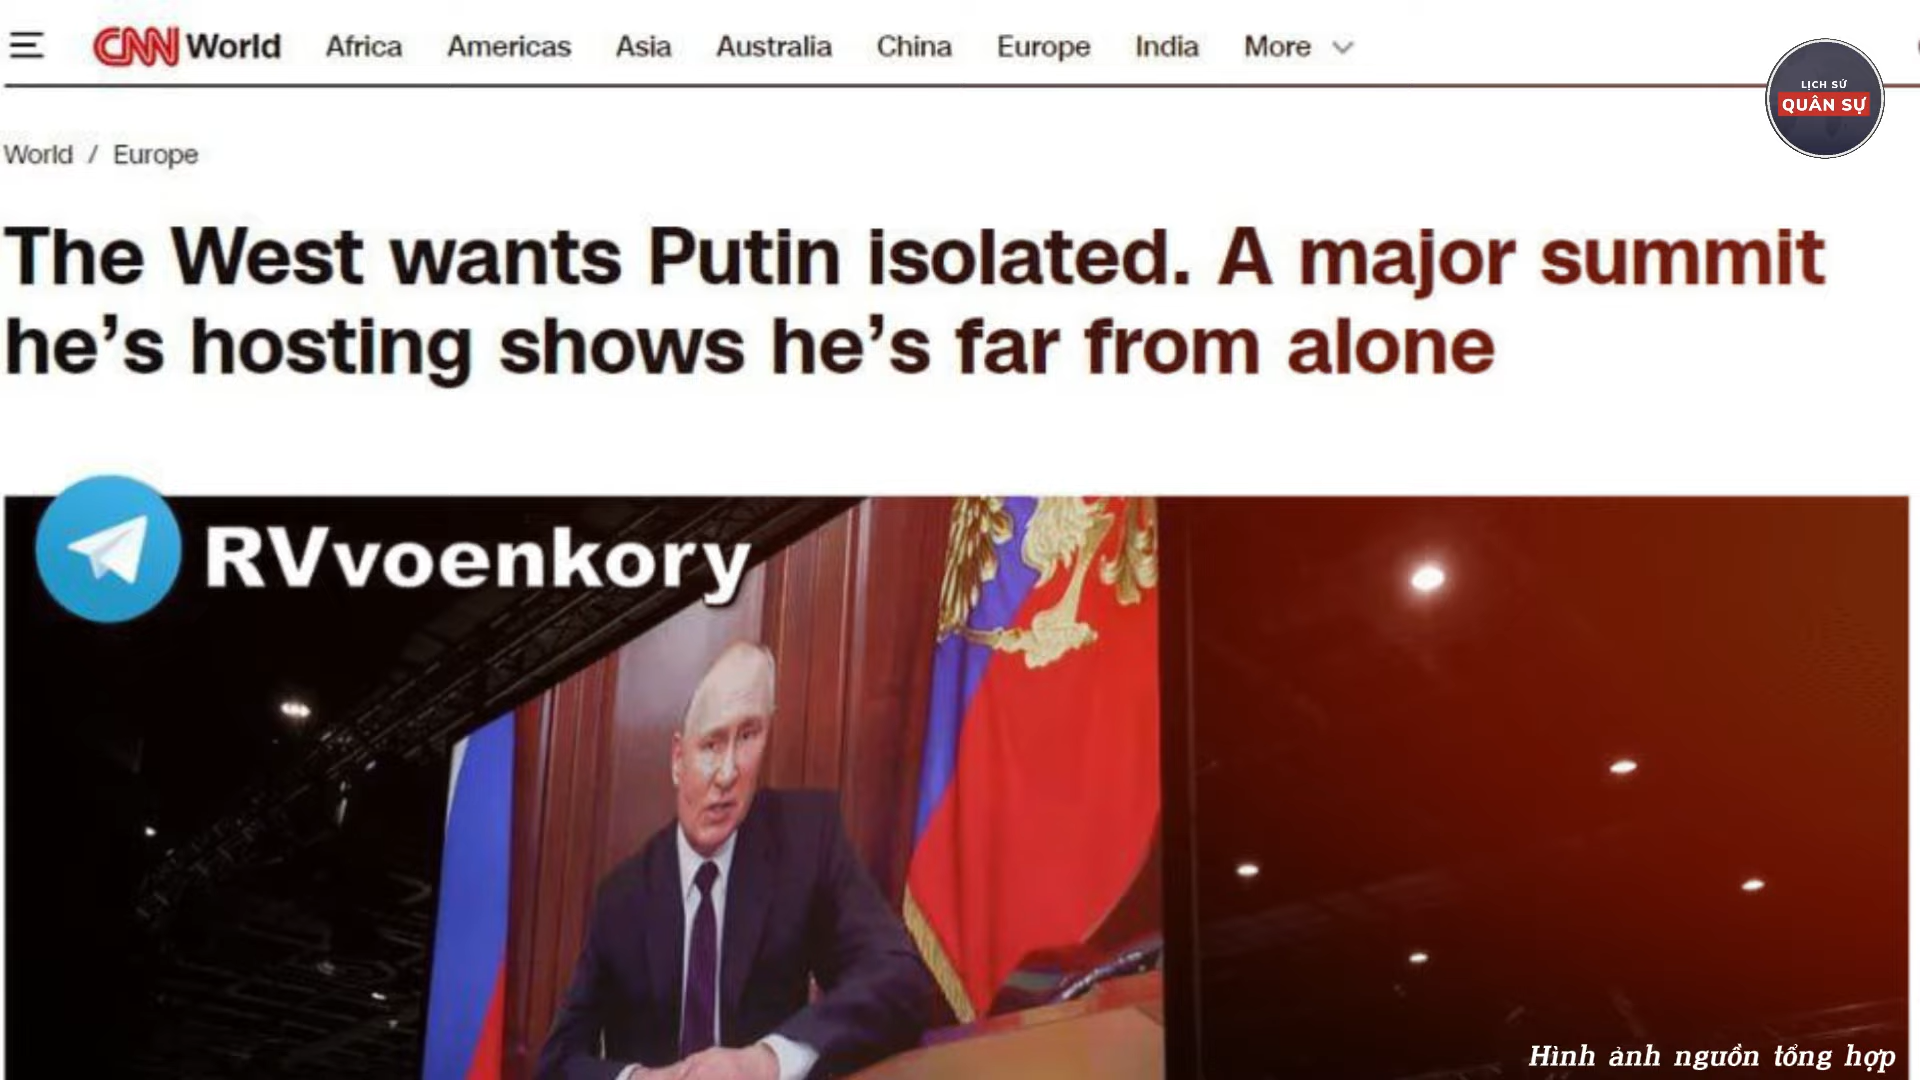 CNN World Africa Americas Asia Australia China Europe India More
LỊCH SỬ
QUÂN SỰ
World / Europe
The West wants Putin isolated. A major summit
he's hosting shows he's far from alone
RVvoenkory
Hình ảnh nguồn tổng hợp